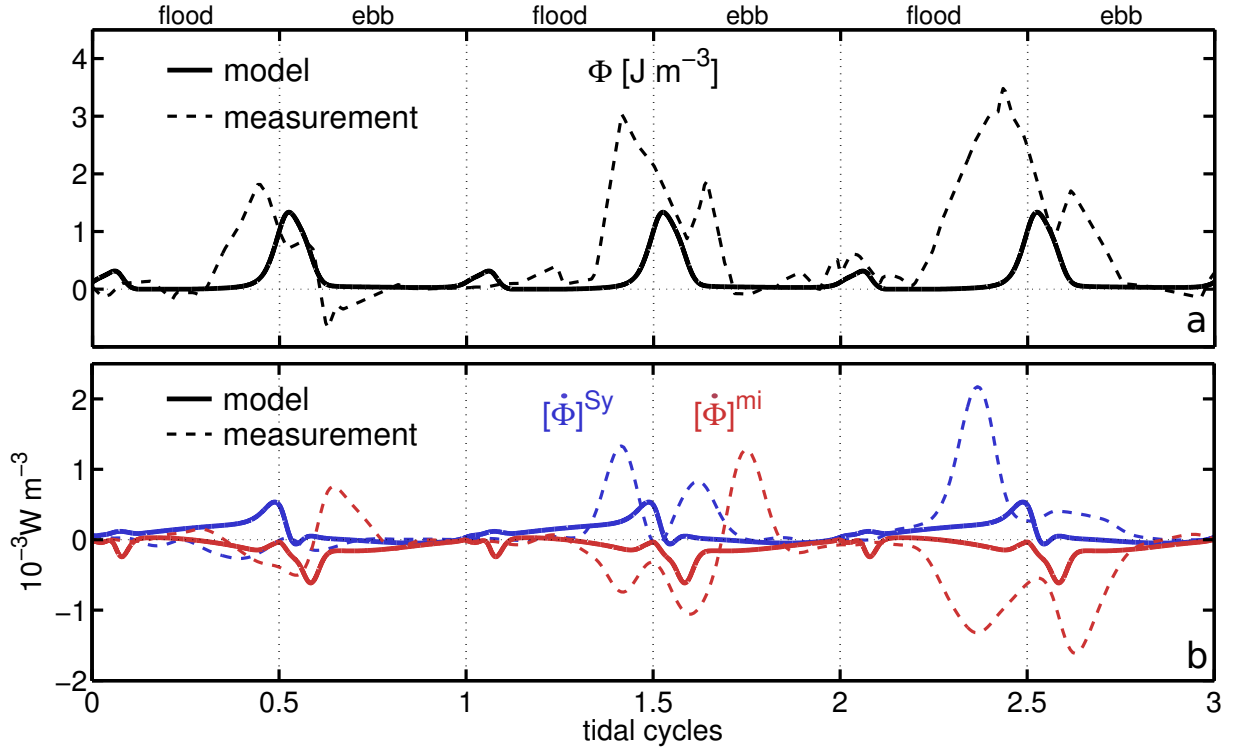 flood ebb flood ebb flood ebb
model
measurement
Φ [J m⁻³]
4
3
2
1
0
a
model
measurement
[Φ̇]ˢʸ
[Φ̇]ᵐⁱ
2
1
0
−1
−2
10⁻³W m⁻³
b
0 0.5 1 1.5 2 2.5 3
tidal cycles